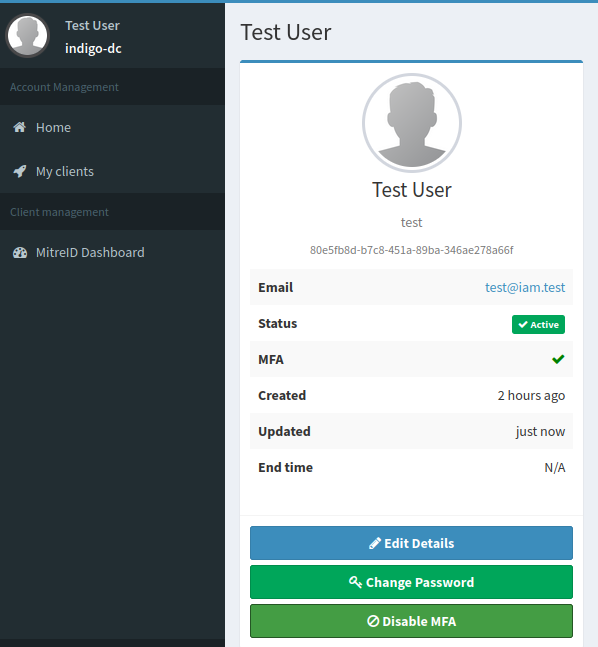 Test User
indigo-dc
Account Management
Home
My clients
Client management
MitreID Dashboard
Test User
Test User
test
80e5fb8d-b7c8-451a-89ba-346ae278a66f
Email test@iam.test
Status Active
MFA
Created 2 hours ago
Updated just now
End time N/A
Edit Details
Change Password
Disable MFA